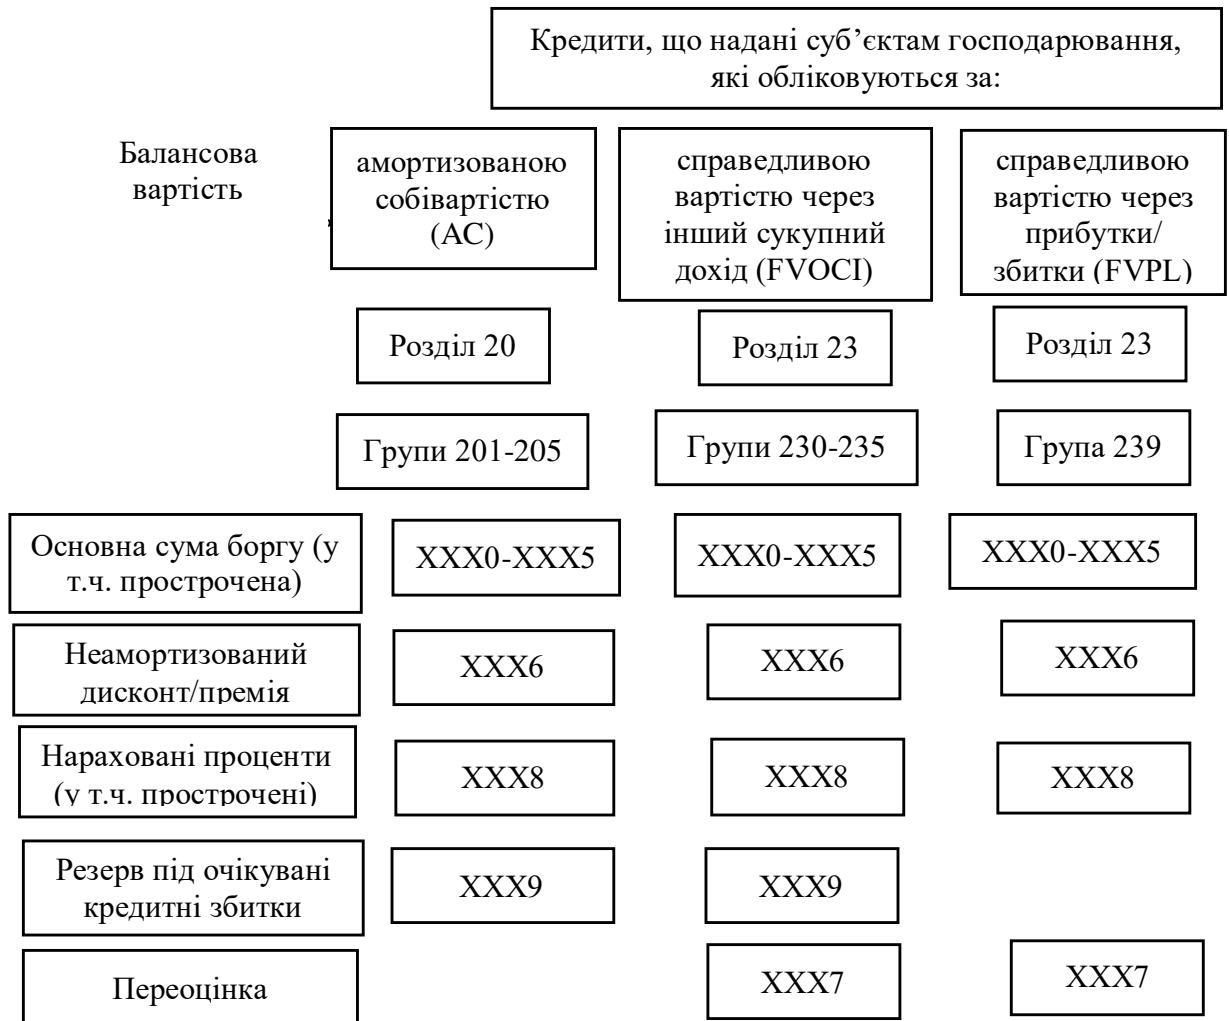 Кредити, що надані суб’єктам господарювання,
які обліковуються за:
Балансова
вартість
амортизованою
собівартістю
(АС)
справедливою
вартістю через
інший сукупний
дохід (FVOCI)
справедливою
вартістю через
прибутки/
збитки (FVPL)
Розділ 20
Розділ 23
Розділ 23
Групи 201-205
Групи 230-235
Група 239
Основна сума боргу (у
т.ч. прострочена)
ХХХ0-ХХХ5
ХХХ0-ХХХ5
ХХХ0-ХХХ5
Неамортизований
дисконт/премія
ХХХ6
ХХХ6
ХХХ6
Нараховані проценти
(у т.ч. прострочені)
ХХХ8
ХХХ8
ХХХ8
Резерв під очікувані
кредитні збитки
ХХХ9
ХХХ9
Переоцінка
ХХХ7
ХХХ7